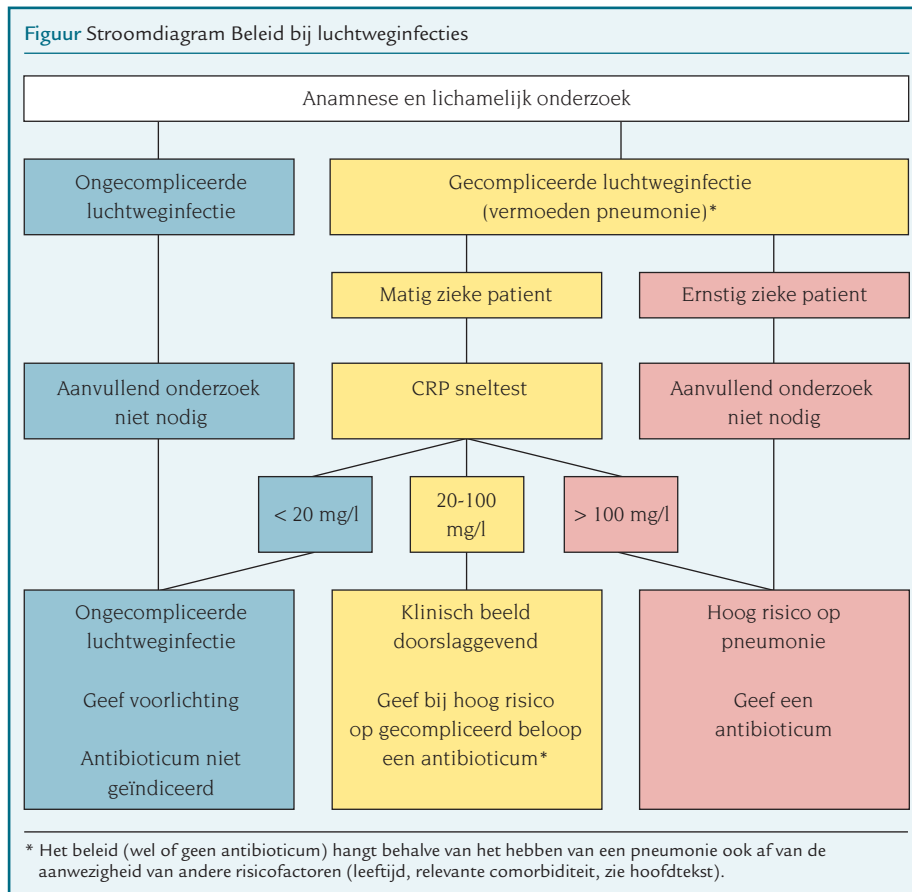 Figuur Stroomdiagram Beleid bij luchtweginfecties
Anamnese en lichamelijk onderzoek
Ongecompliceerde
luchtweginfectie
Gecompliceerde luchtweginfectie
(vermoeden pneumonie)*
Matig zieke patient
Ernstig zieke patient
Aanvullend onderzoek
niet nodig
CRP sneltest
Aanvullend onderzoek
niet nodig
< 20 mg/l
20-100
mg/l
> 100 mg/l
Ongecompliceerde
luchtweginfectie
Geef voorlichting
Antibioticum niet
geïndiceerd
Klinisch beeld
doorslaggevend
Geef bij hoog risico
op gecompliceerd beloop
een antibioticum*
Hoog risico op
pneumonie
Geef een
antibioticum
* Het beleid (wel of geen antibioticum) hangt behalve van het hebben van een pneumonie ook af van de
aanwezigheid van andere risicofactoren (leeftijd, relevante comorbiditeit, zie hoofdtekst).